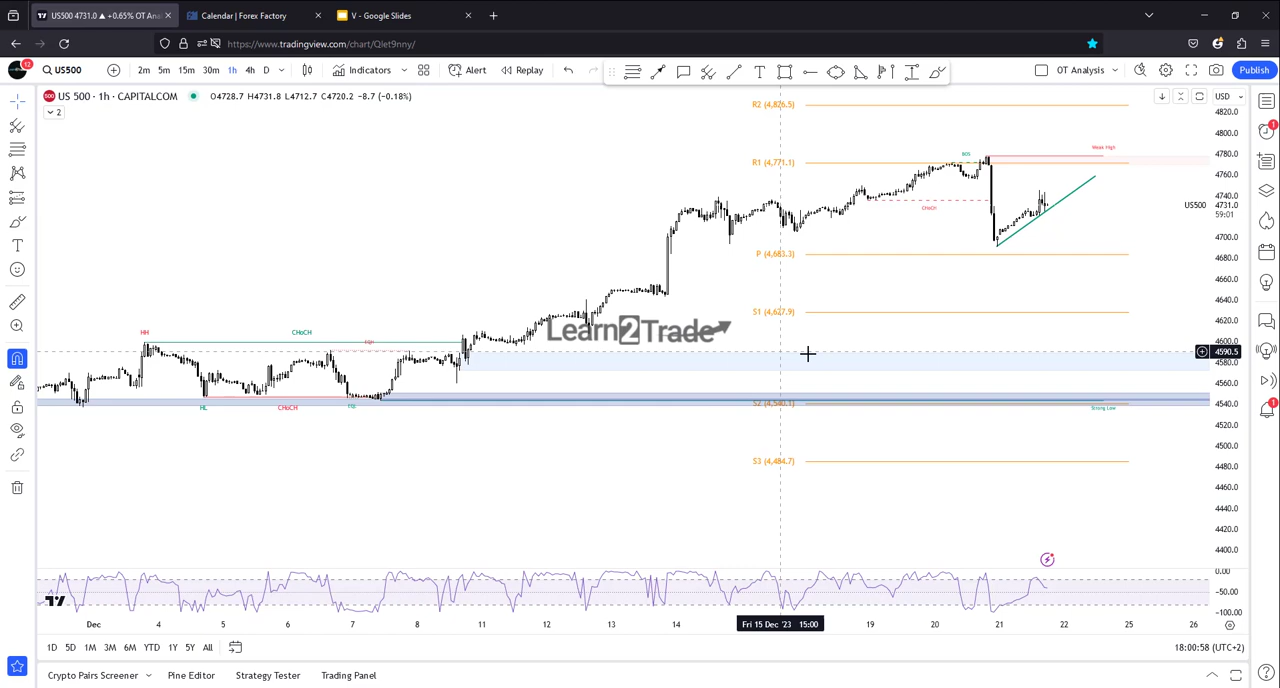 US500 4731.0 ▲ +0.65% OT Anal
Calendar | Forex Factory
V - Google Slides
https://www.tradingview.com/chart/Qlet9nny/
12
US500
2m 5m 15m 30m 1h 4h D
Indicators
Alert
Replay
OT Analysis
Publish
US 500 · 1h · CAPITALCOM
O4728.7 H4731.8 L4712.7 C4720.2 −8.7 (−0.18%)
USD
2
R2 (4,876.5)
4820.0
4800.0
BOS
Weak High
4780.0
R1 (4,771.1)
4760.0
4740.0
US500
4731.0
59:01
CHoCH
4700.0
P (4,683.3)
4680.0
4660.0
4640.0
S1 (4,627.9)
4620.0
Learn2Trade
HH
CHoCH
4600.0
4590.5
4580.0
4560.0
HL
CHoCH
S2 (4,540.1)
Strong Low
4540.0
4520.0
4500.0
S3 (4,484.7)
4480.0
4460.0
4440.0
4420.0
4400.0
0.00
−50.00
−100.00
Dec 4 5 6 7 8 11 12 13 14 Fri 15 Dec '23 15:00 19 20 21 22 25 26
1D 5D 1M 3M 6M YTD 1Y 5Y All
18:00:58 (UTC+2)
Crypto Pairs Screener
Pine Editor
Strategy Tester
Trading Panel